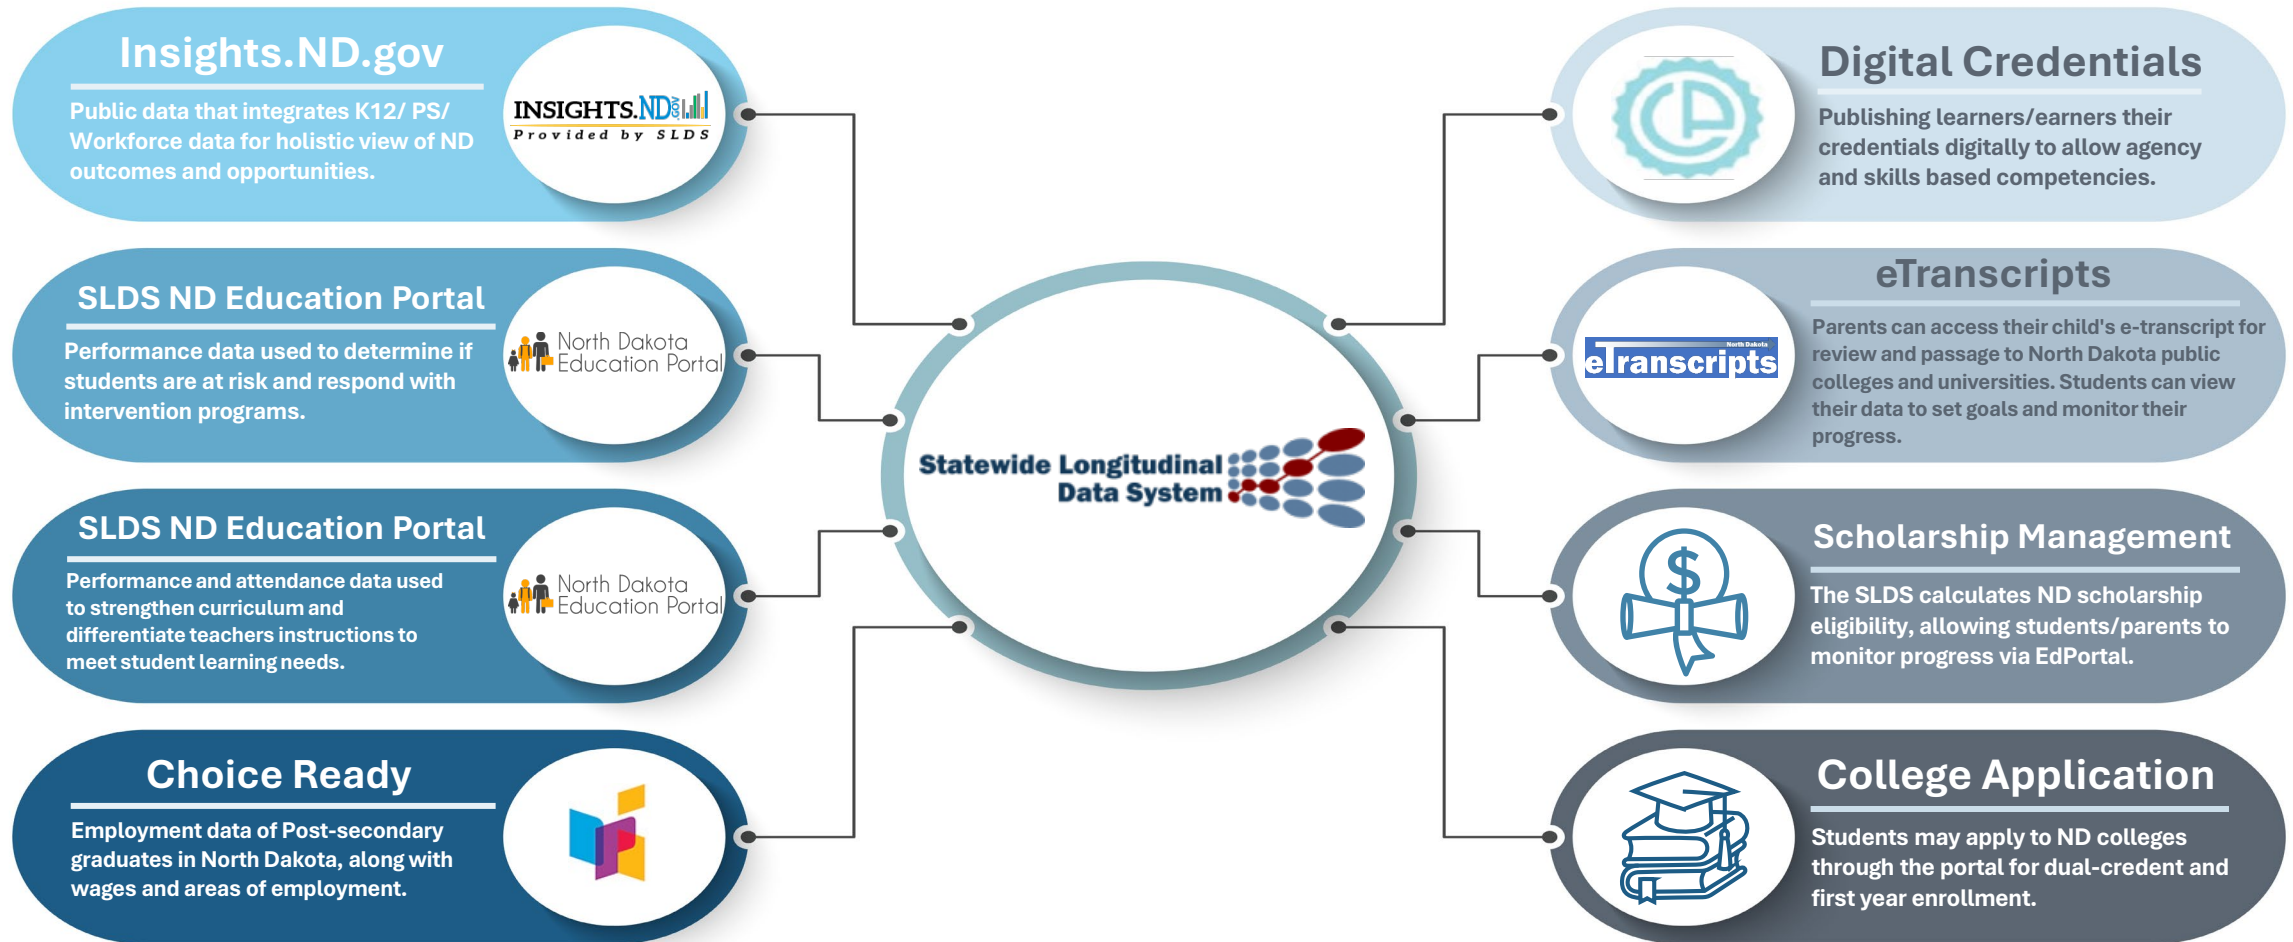 Insights.ND.gov
Public data that integrates K12/ PS/
Workforce data for holistic view of ND
outcomes and opportunities.
INSIGHTS.ND.GOV
Provided by SLDS
SLDS ND Education Portal
Performance data used to determine if
students are at risk and respond with
intervention programs.
North Dakota
Education Portal
SLDS ND Education Portal
Performance and attendance data used
to strengthen curriculum and
differentiate teachers instructions to
meet student learning needs.
North Dakota
Education Portal
Choice Ready
Employment data of Post-secondary
graduates in North Dakota, along with
wages and areas of employment.
Statewide Longitudinal
Data System
Digital Credentials
Publishing learners/earners their
credentials digitally to allow agency
and skills based competencies.
eTranscripts
Parents can access their child's e-transcript for
review and passage to North Dakota public
colleges and universities. Students can view
their data to set goals and monitor their
progress.
North Dakota
eTranscripts
Scholarship Management
The SLDS calculates ND scholarship
eligibility, allowing students/parents to
monitor progress via EdPortal.
$
College Application
Students may apply to ND colleges
through the portal for dual-credent and
first year enrollment.